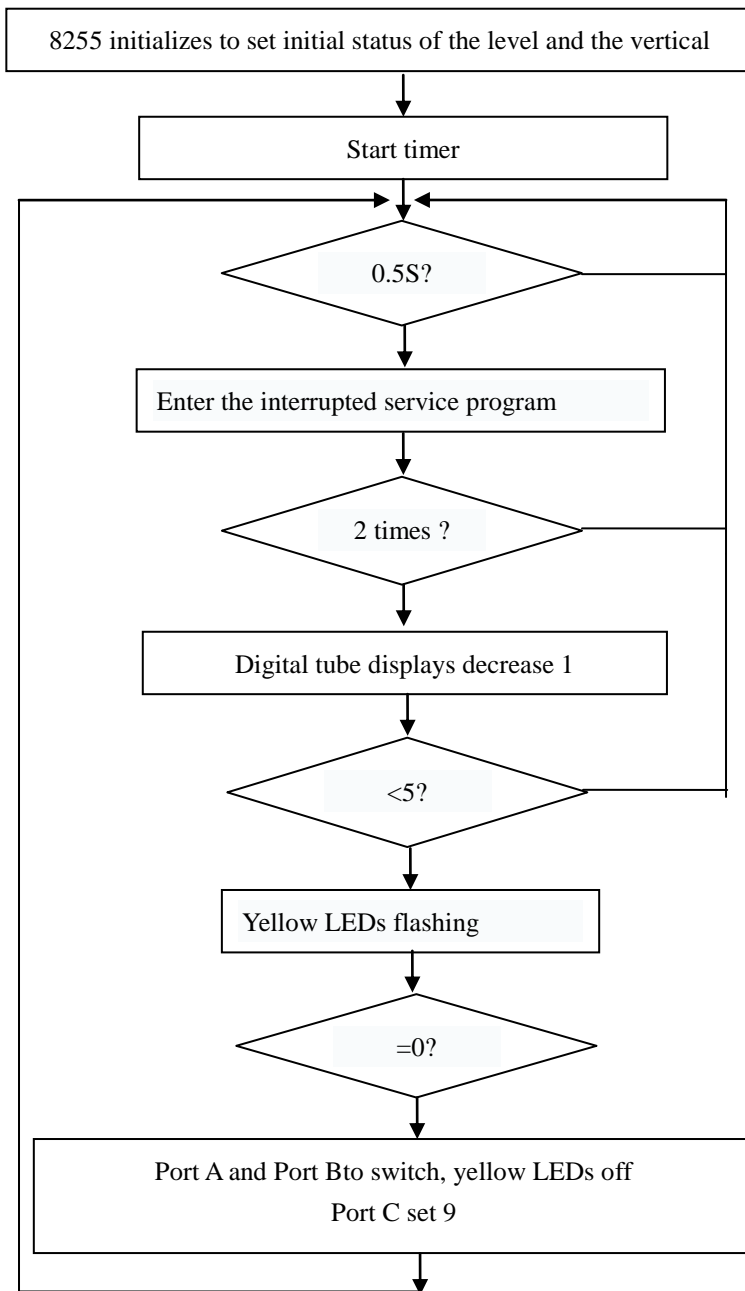 8255 initializes to set initial status of the level and the vertical
Start timer
0.5S?
Enter the interrupted service program
2 times ?
Digital tube displays decrease 1
<5?
Yellow LEDs flashing
=0?
Port A and Port Bto switch, yellow LEDs off
Port C set 9